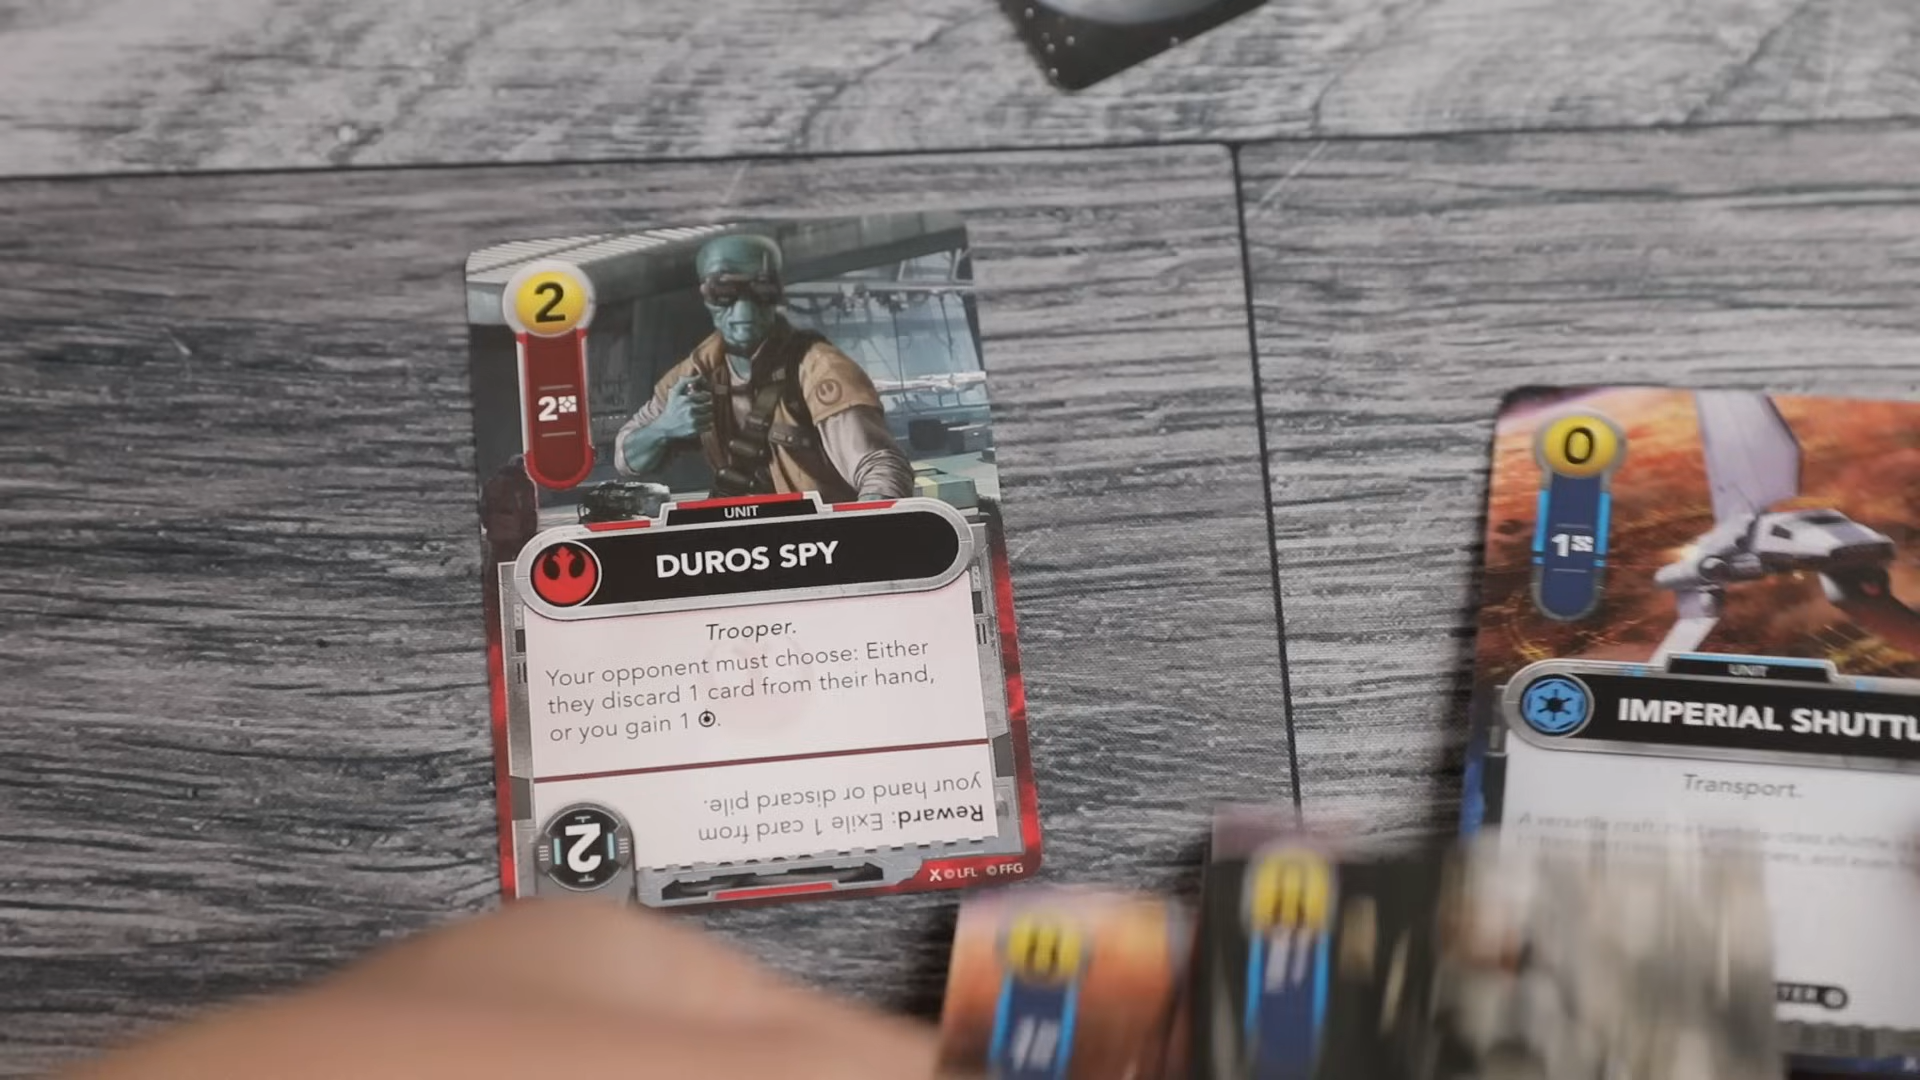 2
2
UNIT
DUROS SPY
Trooper.
Your opponent must choose: Either
they discard 1 card from their hand,
or you gain 1
Reward: Exile 1 card from
your hand or discard pile.
2
© LFL © FFG
0
1
UNIT
IMPERIAL SHUTTL
Transport.